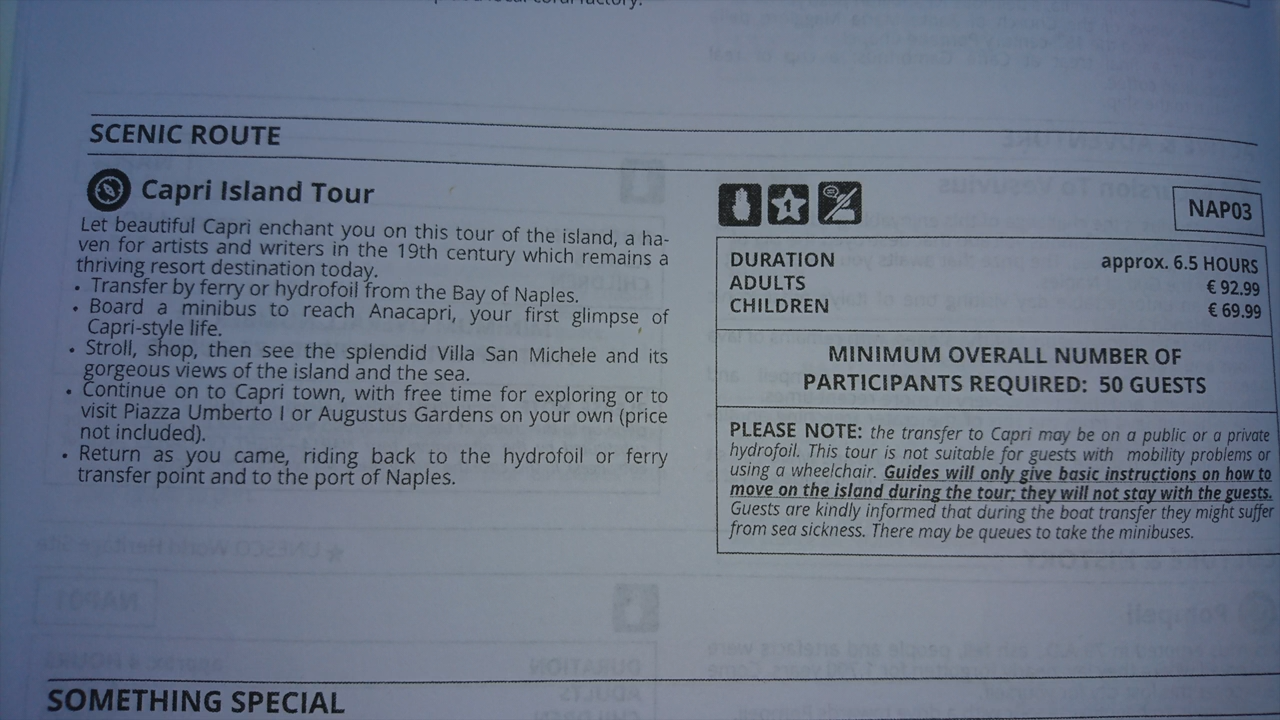 local coral factory.
SCENIC ROUTE
Capri Island Tour
Let beautiful Capri enchant you on this tour of the island, a ha-
ven for artists and writers in the 19th century which remains a
thriving resort destination today.
• Transfer by ferry or hydrofoil from the Bay of Naples.
• Board a minibus to reach Anacapri, your first glimpse of
Capri-style life.
• Stroll, shop, then see the splendid Villa San Michele and its
gorgeous views of the island and the sea.
• Continue on to Capri town, with free time for exploring or to
visit Piazza Umberto I or Augustus Gardens on your own (price
not included).
• Return as you came, riding back to the hydrofoil or ferry
transfer point and to the port of Naples.
1
NAP03
DURATION approx. 6.5 HOURS
ADULTS € 92.99
CHILDREN € 69.99
MINIMUM OVERALL NUMBER OF
PARTICIPANTS REQUIRED: 50 GUESTS
PLEASE NOTE: the transfer to Capri may be on a public or a private
hydrofoil. This tour is not suitable for guests with mobility problems or
using a wheelchair. Guides will only give basic instructions on how to
move on the island during the tour; they will not stay with the guests.
Guests are kindly informed that during the boat transfer they might suffer
from sea sickness. There may be queues to take the minibuses.
SOMETHING SPECIAL